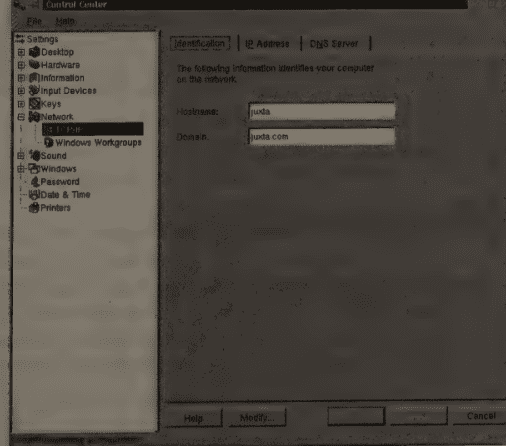 Control Center
File Help
Settings
Desktop
Hardware
Information
Input Devices
Keys
Network
Windows Workgroups
Sound
Windows
Password
Date & Time
Printers
Identification IP Address DNS Server
The following information identifies your computer
on the network.
Hostname: juxta
Domain: juxta.com
Help Modify... Cancel